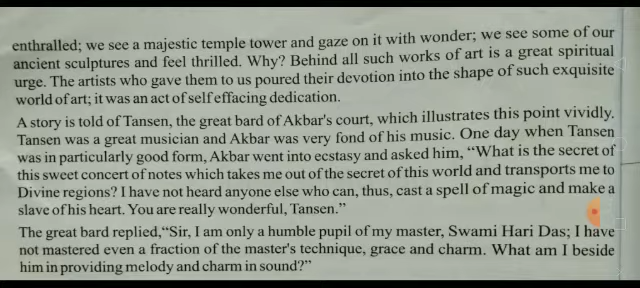 enthralled; we see a majestic temple tower and gaze on it with wonder; we see some of our
ancient sculptures and feel thrilled. Why? Behind all such works of art is a great spiritual
urge. The artists who gave them to us poured their devotion into the shape of such exquisite
world of art; it was an act of self effacing dedication.
A story is told of Tansen, the great bard of Akbar's court, which illustrates this point vividly.
Tansen was a great musician and Akbar was very fond of his music. One day when Tansen
was in particularly good form, Akbar went into ecstasy and asked him, “What is the secret of
this sweet concert of notes which takes me out of the secret of this world and transports me to
Divine regions? I have not heard anyone else who can, thus, cast a spell of magic and make a
slave of his heart. You are really wonderful, Tansen.”
The great bard replied,“Sir, I am only a humble pupil of my master, Swami Hari Das; I have
not mastered even a fraction of the master's technique, grace and charm. What am I beside
him in providing melody and charm in sound?”